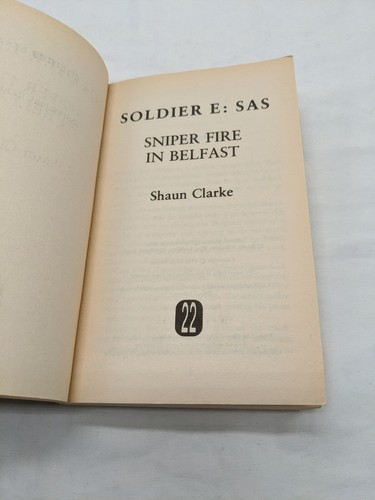 SOLDIER E: SAS
SNIPER FIRE
IN BELFAST
Shaun Clarke
22